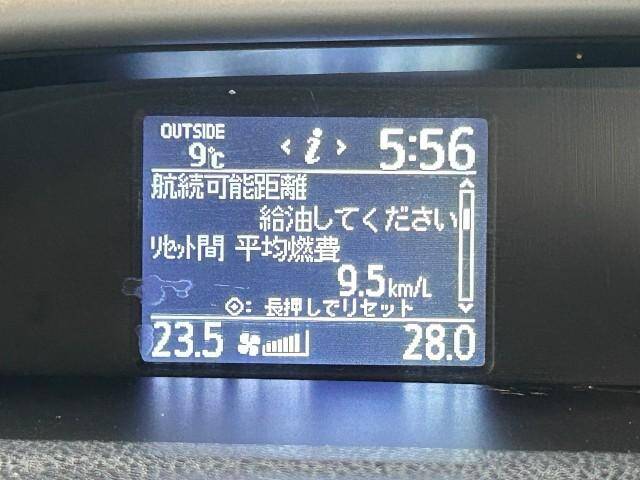 OUTSIDE
9℃ < i > 5:56
航続可能距離
給油してください
ﾘｾｯﾄ間 平均燃費
9.5km/L
: 長押しでリセット
23.5 28.0